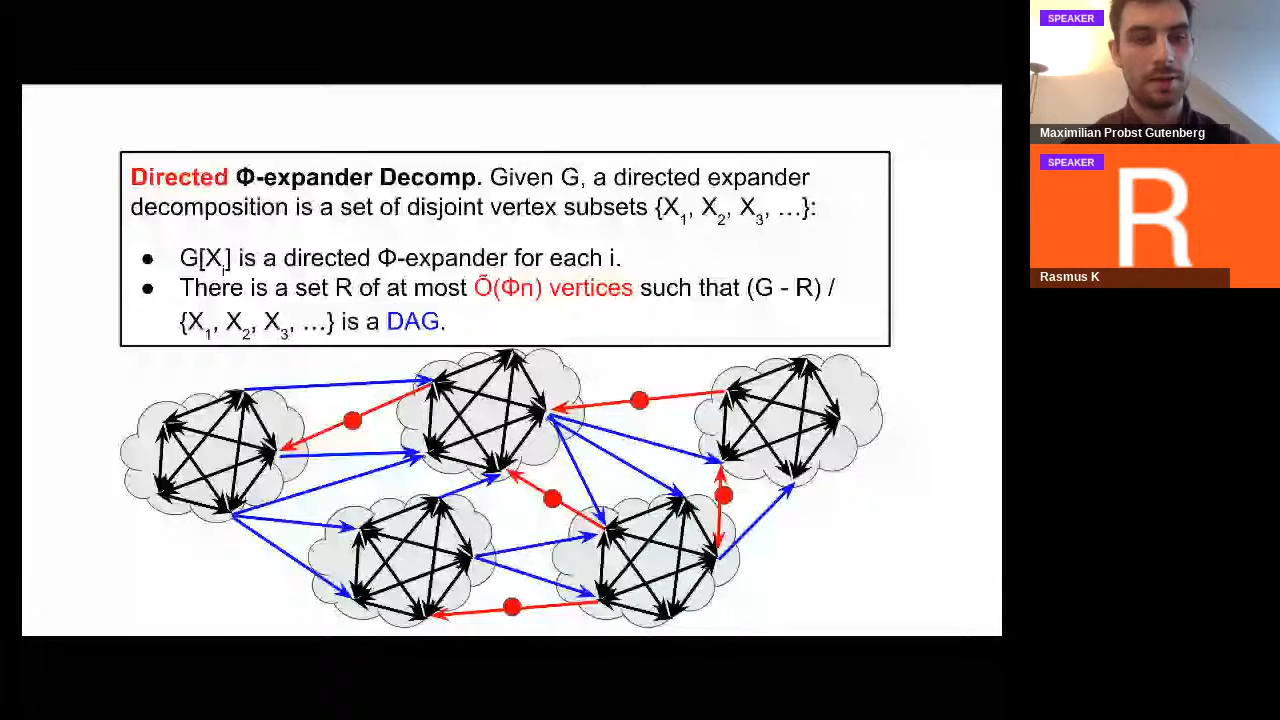 Directed Φ-expander Decomp. Given G, a directed expander
decomposition is a set of disjoint vertex subsets {X1, X2, X3, …}:
● G[Xi] is a directed Φ-expander for each i.
● There is a set R of at most Õ(Φn) vertices such that (G - R) /
{X1, X2, X3, …} is a DAG.
SPEAKER
Maximilian Probst Gutenberg
SPEAKER
R
Rasmus K